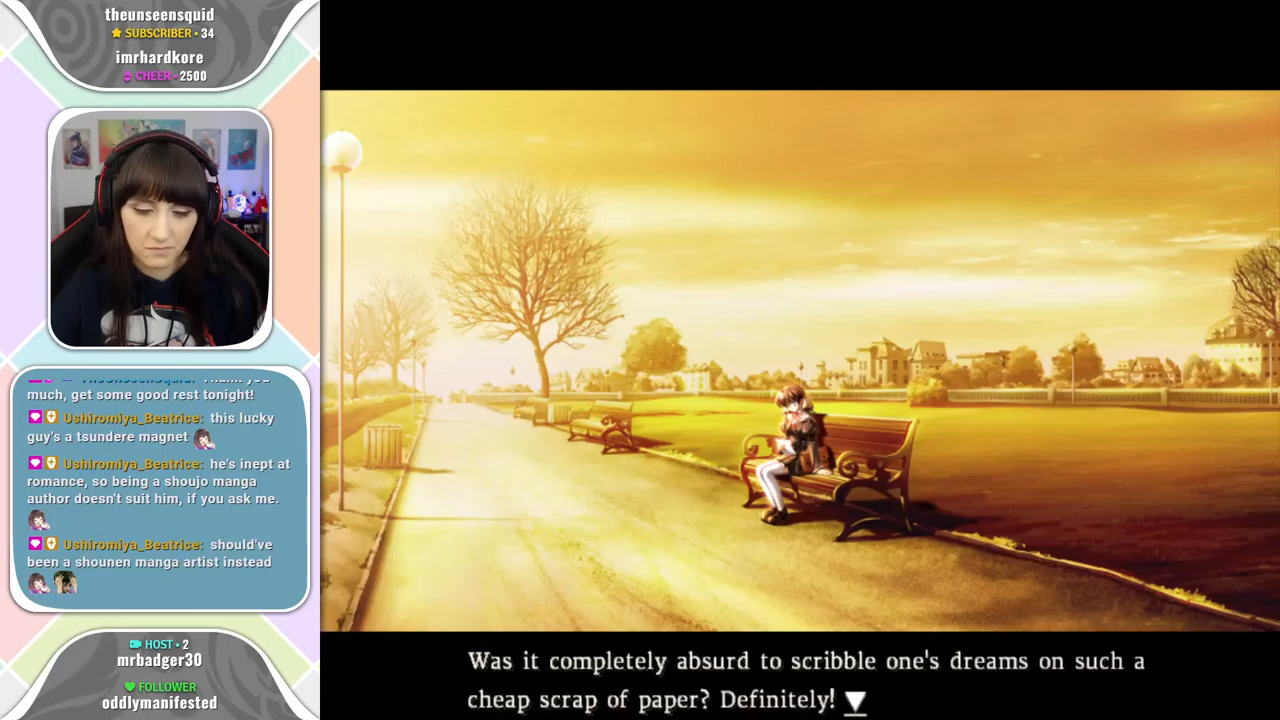 theunseensquid
SUBSCRIBER • 34
imrhardkore
CHEER • 2500
much, get some good rest tonight!
Ushiromiya_Beatrice: this lucky
guy's a tsundere magnet
Ushiromiya_Beatrice: he's inept at
romance, so being a shoujo manga
author doesn't suit him, if you ask me.
Ushiromiya_Beatrice: should've
been a shounen manga artist instead
HOST • 2
mrbadger30
FOLLOWER
oddlymanifested
Was it completely absurd to scribble one's dreams on such a
cheap scrap of paper? Definitely!